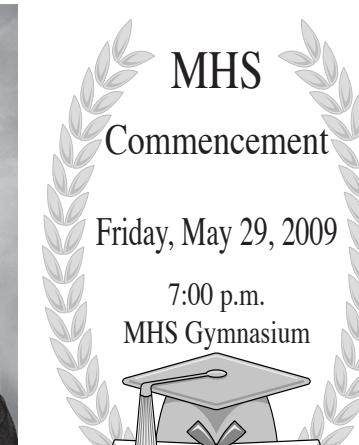 MHS
Commencement
Friday, May 29, 2009
7:00 p.m.
MHS Gymnasium